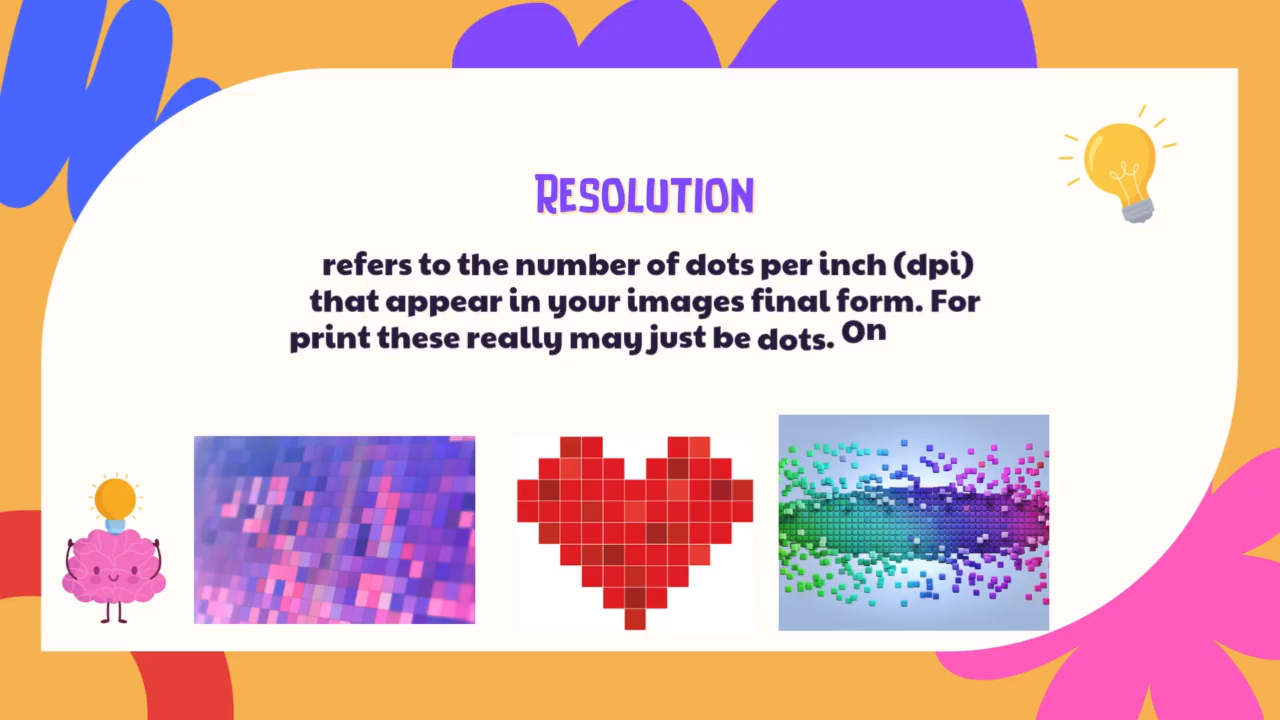 Resolution
refers to the number of dots per inch (dpi)
that appear in your images final form. For
print these really may just be dots. On